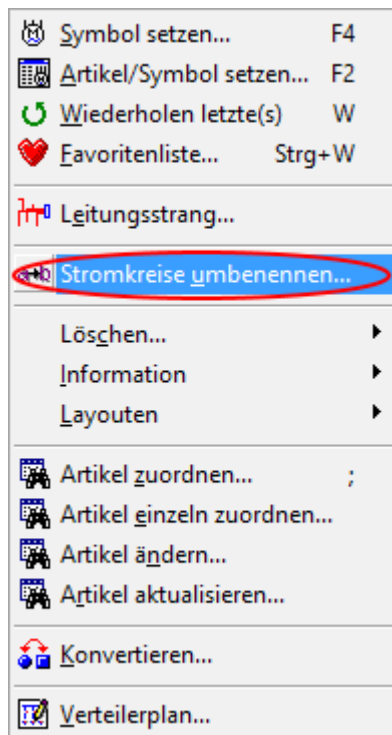 Symbol setzen... F4
Artikel/Symbol setzen... F2
Wiederholen letzte(s) W
Favoritenliste... Strg+W
Leitungsstrang...
a→b Stromkreise umbenennen...
Löschen...
Information
Layouten
Artikel zuordnen... ;
Artikel einzeln zuordnen...
Artikel ändern...
Artikel aktualisieren...
Konvertieren...
Verteilerplan...